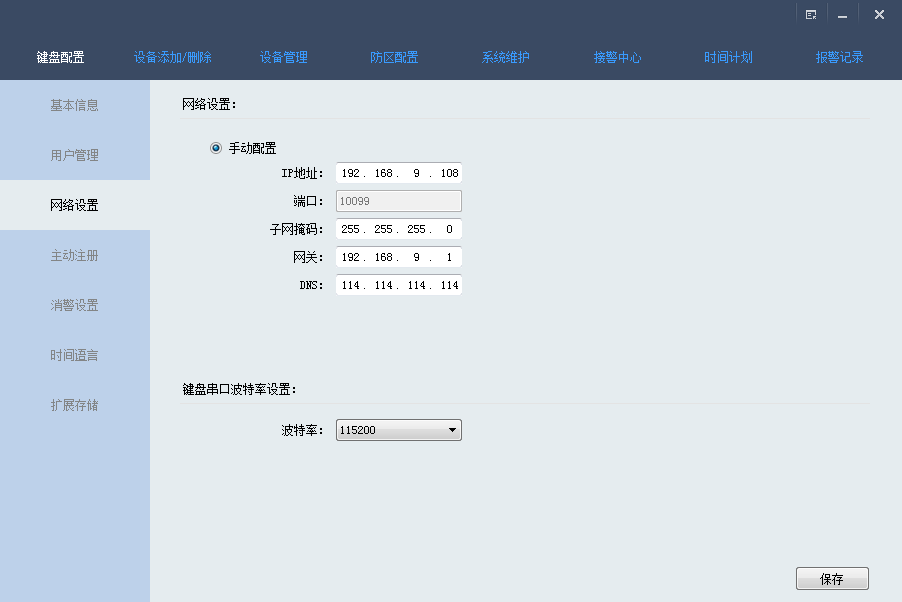 键盘配置 设备添加/删除 设备管理 防区配置 系统维护 接警中心 时间计划 报警记录
基本信息
用户管理
网络设置
主动注册
消警设置
时间语言
扩展存储
网络设置:
手动配置
IP地址: 192. 168. 9 . 108
端口: 10099
子网掩码: 255. 255. 255. 0
网关: 192. 168. 9 . 1
DNS: 114. 114. 114. 114
键盘串口波特率设置:
波特率: 115200
保存